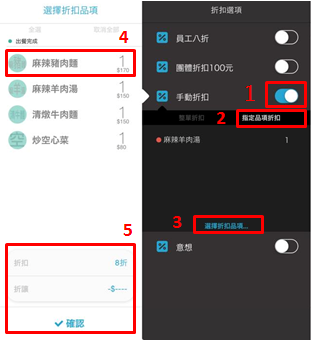 選擇折扣品項
全選
取消全部
出餐完成
4
麻辣豬肉麵
1
$170
麻辣羊肉湯
1
$150
清燉牛肉麵
1
$150
空
炒空心菜
1
$80
5
折扣
8折
折讓
-$----
確認
折扣選項
員工八折
團體折扣100元
手動折扣
1
整單折扣
2
指定品項折扣
麻辣羊肉湯
1
3
選擇折扣品項...
意想